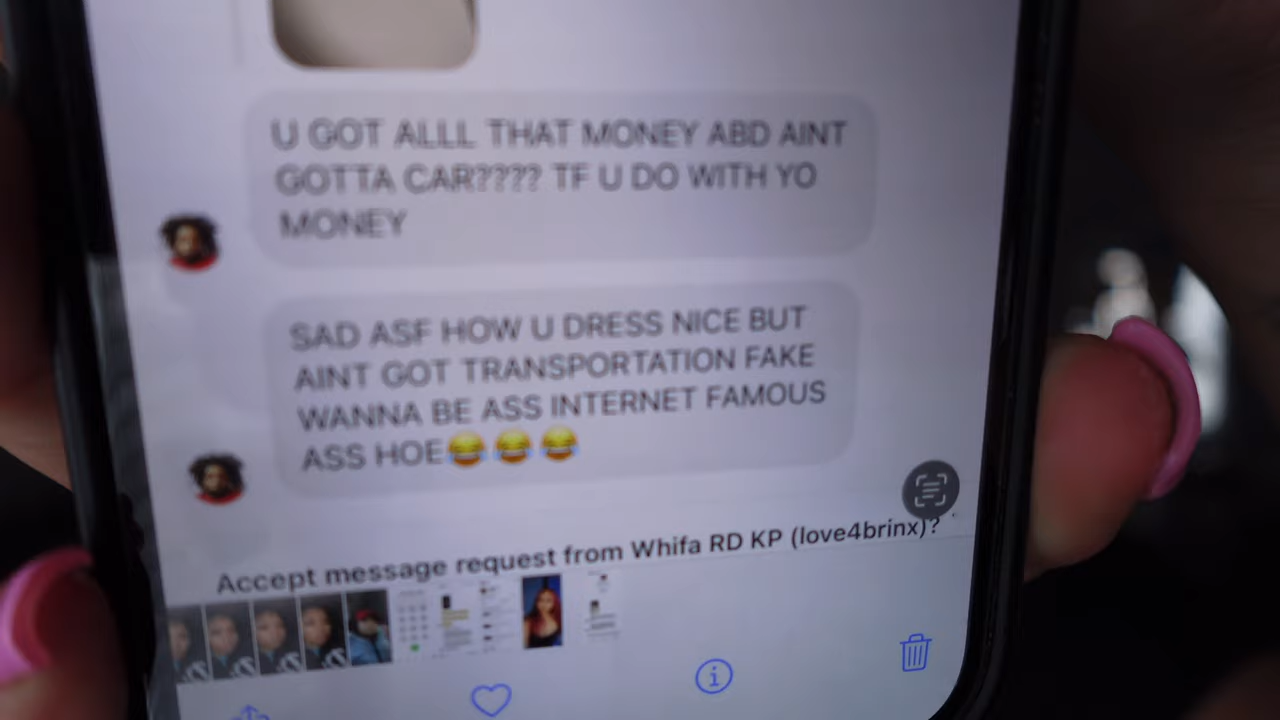 U GOT ALLL THAT MONEY ABD AINT
GOTTA CAR???? TF U DO WITH YO
MONEY
SAD ASF HOW U DRESS NICE BUT
AINT GOT TRANSPORTATION FAKE
WANNA BE ASS INTERNET FAMOUS
ASS HOE😂😂😂
Accept message request from Whifa RD KP (love4brinx)?